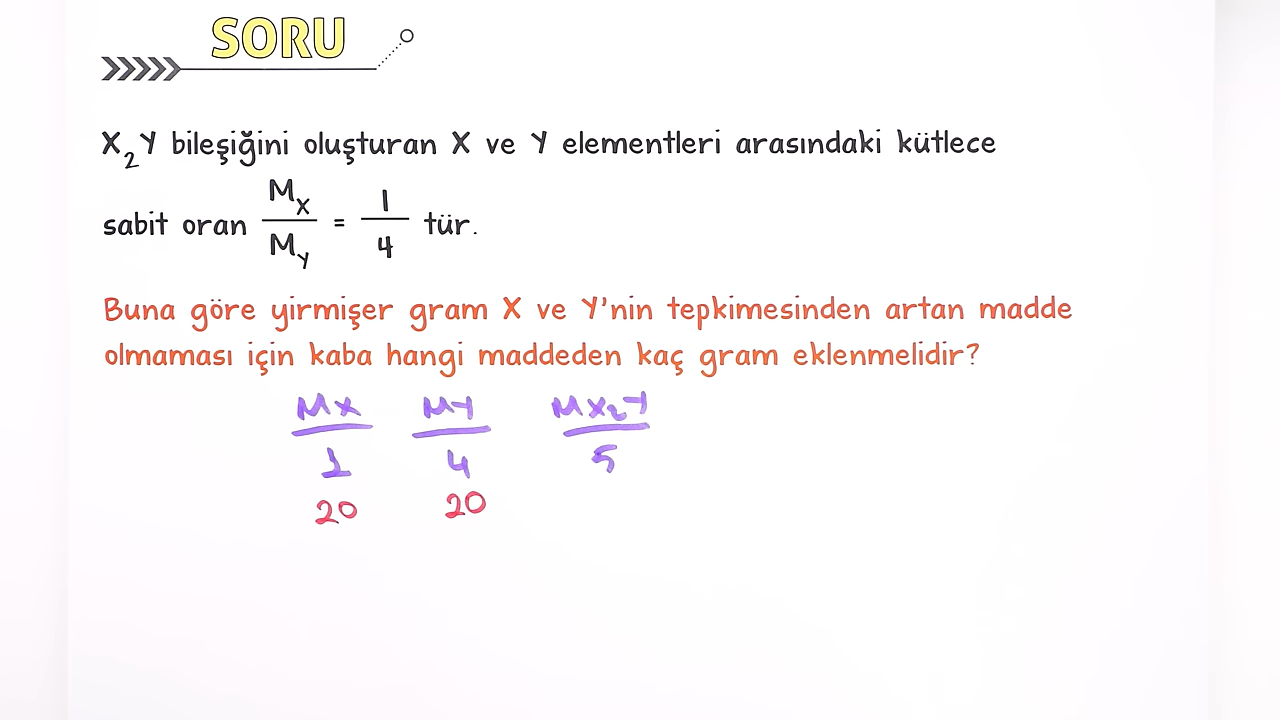 SORU
X₂Y bileşiğini oluşturan X ve Y elementleri arasındaki kütlece
sabit oran Mₓ/Mᵧ = 1/4 tür.
Buna göre yirmişer gram X ve Y'nin tepkimesinden artan madde
olmaması için kaba hangi maddeden kaç gram eklenmelidir?
MX MY MX₂Y
1 4 5
20 20